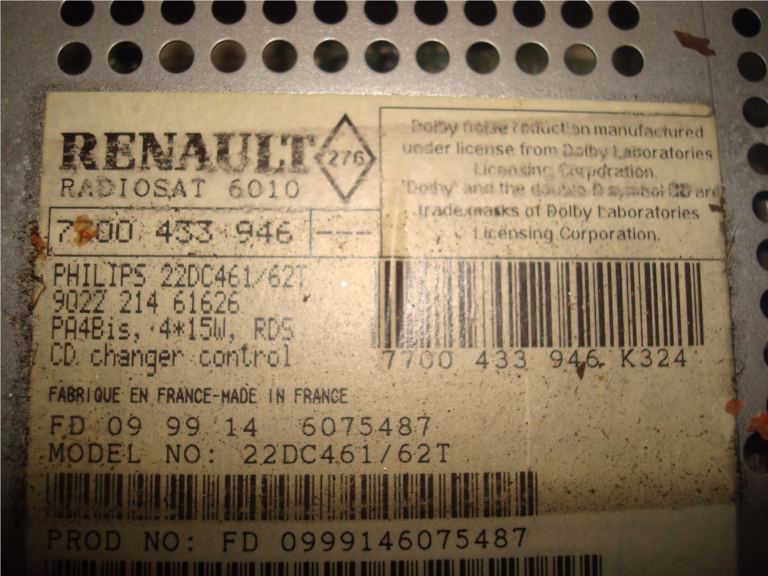 RENAULT
276
RADIOSAT 6010
7700 433 946 ---
Dolby noise reduction manufactured
under license from Dolby Laboratories
Licensing Corporation.
'Dolby' and the double-D symbol are
trademarks of Dolby Laboratories
Licensing Corporation.
PHILIPS 22DC461/62T
9022 214 61626
PA4Bis, 4*15W, RDS
CD changer control
7700 433 946 K324
FABRIQUE EN FRANCE-MADE IN FRANCE
FD 09 99 14 6075487
MODEL NO: 22DC461/62T
PROD NO: FD 0999146075487